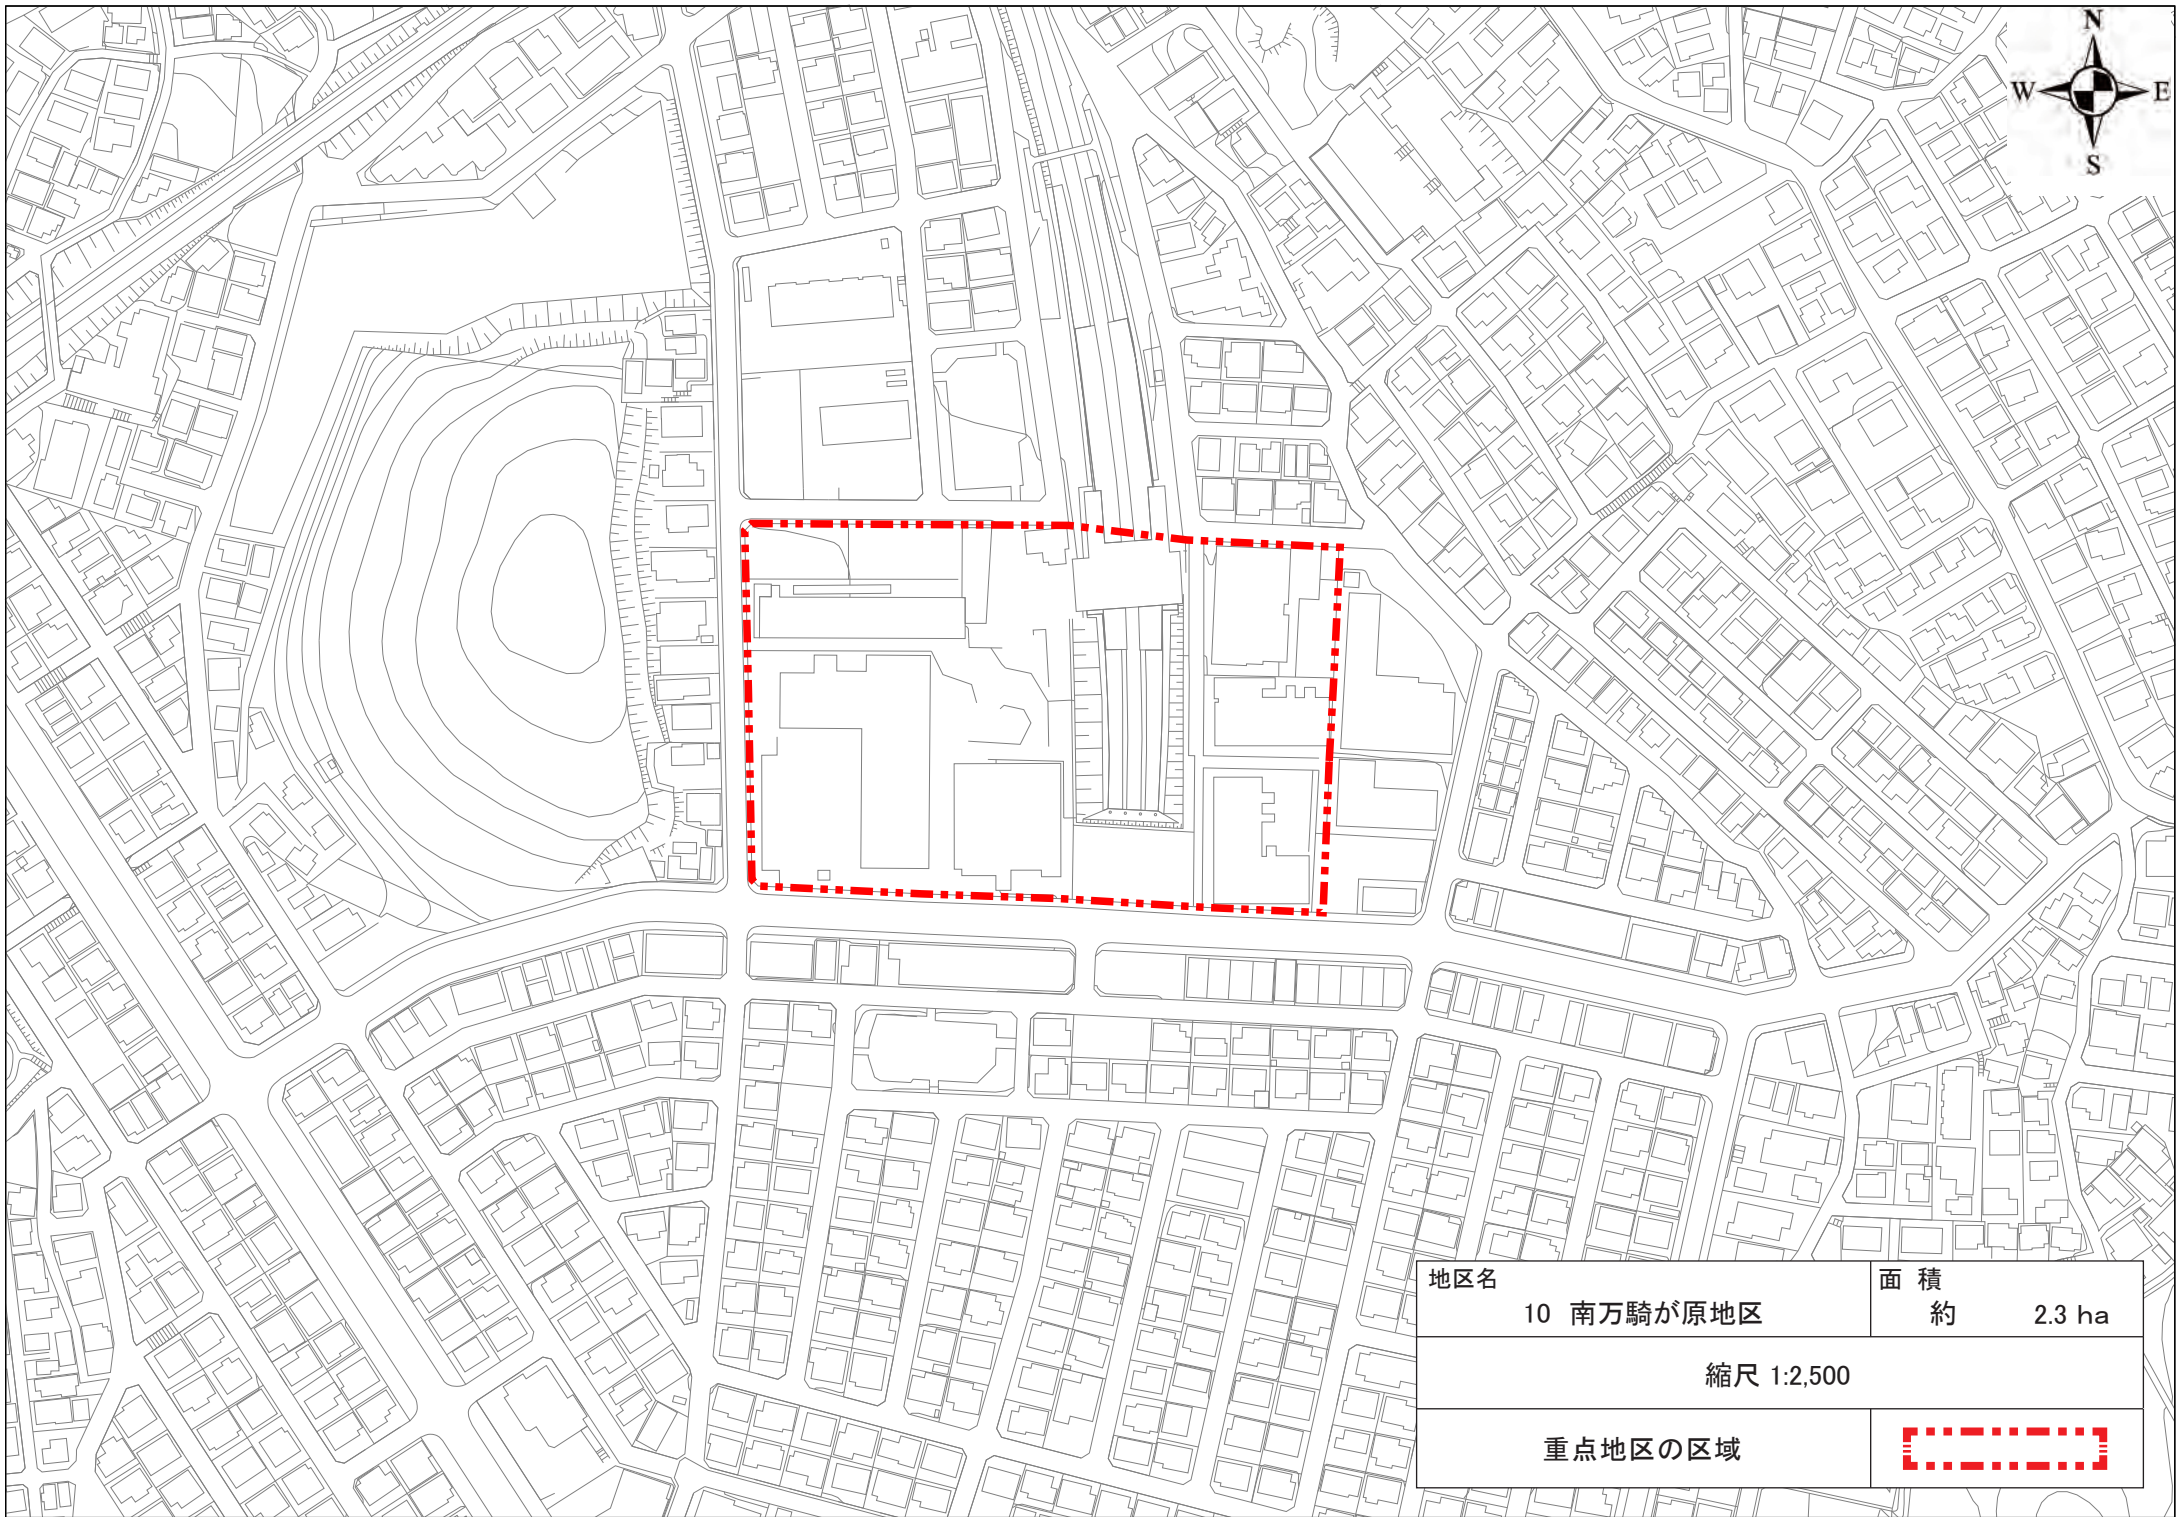 N
W
E
S
地区名
10 南万騎が原地区
面 積
約 2.3 ha
縮尺 1:2,500
重点地区の区域